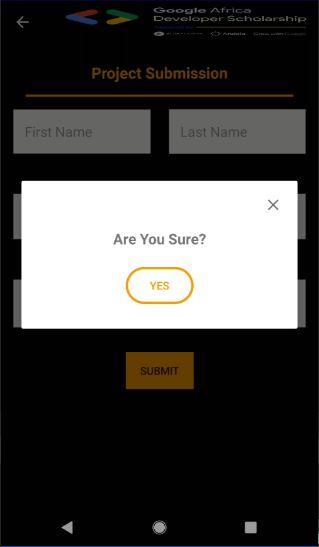 Google Africa
Developer Scholarship
Project Submission
First Name
Last Name
Are You Sure?
YES
SUBMIT